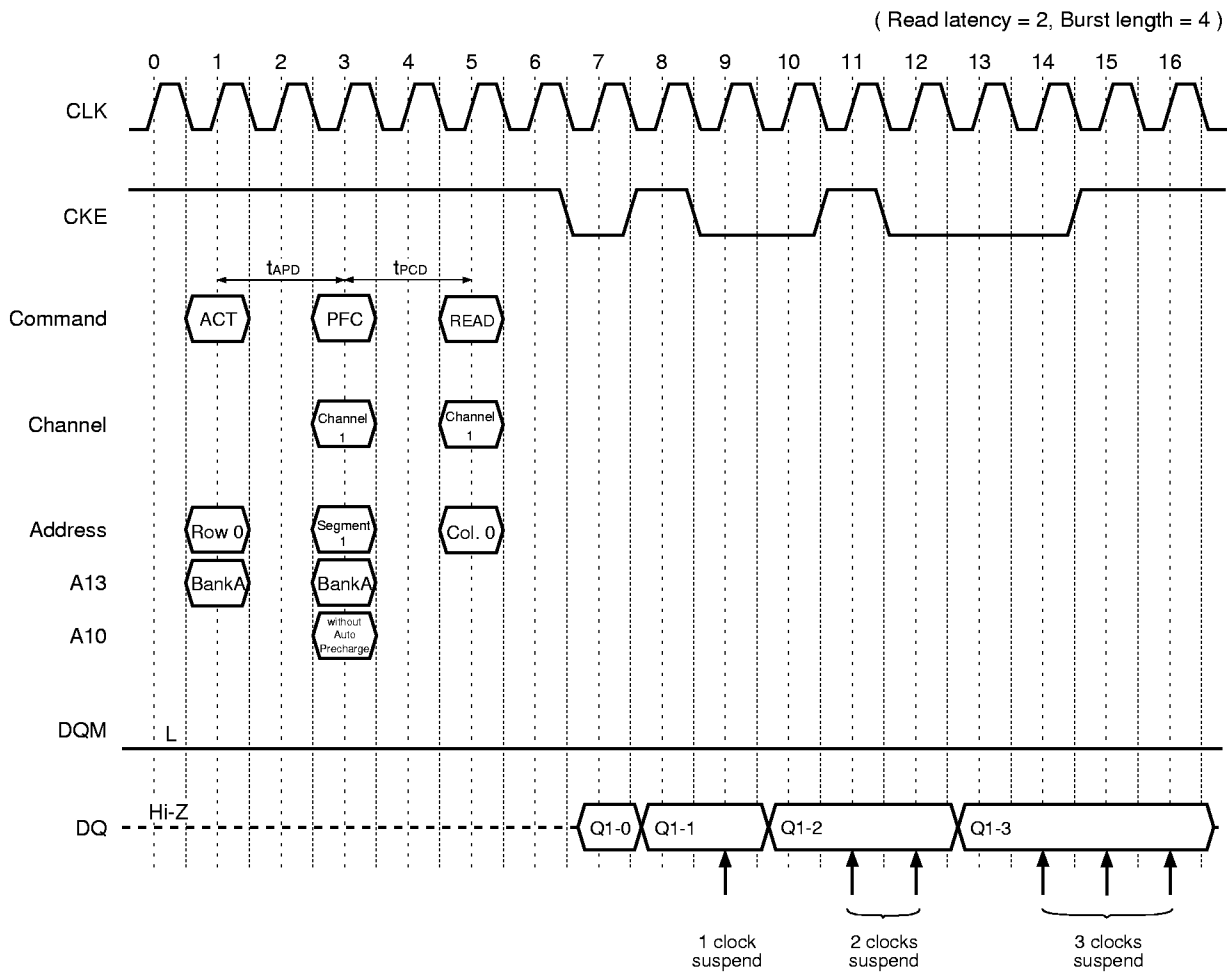 ( Read latency = 2, Burst length = 4 )
0 1 2 3 4 5 6 7 8 9 10 11 12 13 14 15 16
CLK
CKE
tAPD tPCD
Command ACT PFC READ
Channel Channel 1 Channel 1
Address Row 0 Segment 1 Col. 0
A13 BankA BankA
A10 without Auto Precharge
DQM L
Hi-Z
DQ Q1-0 Q1-1 Q1-2 Q1-3
1 clock suspend 2 clocks suspend 3 clocks suspend